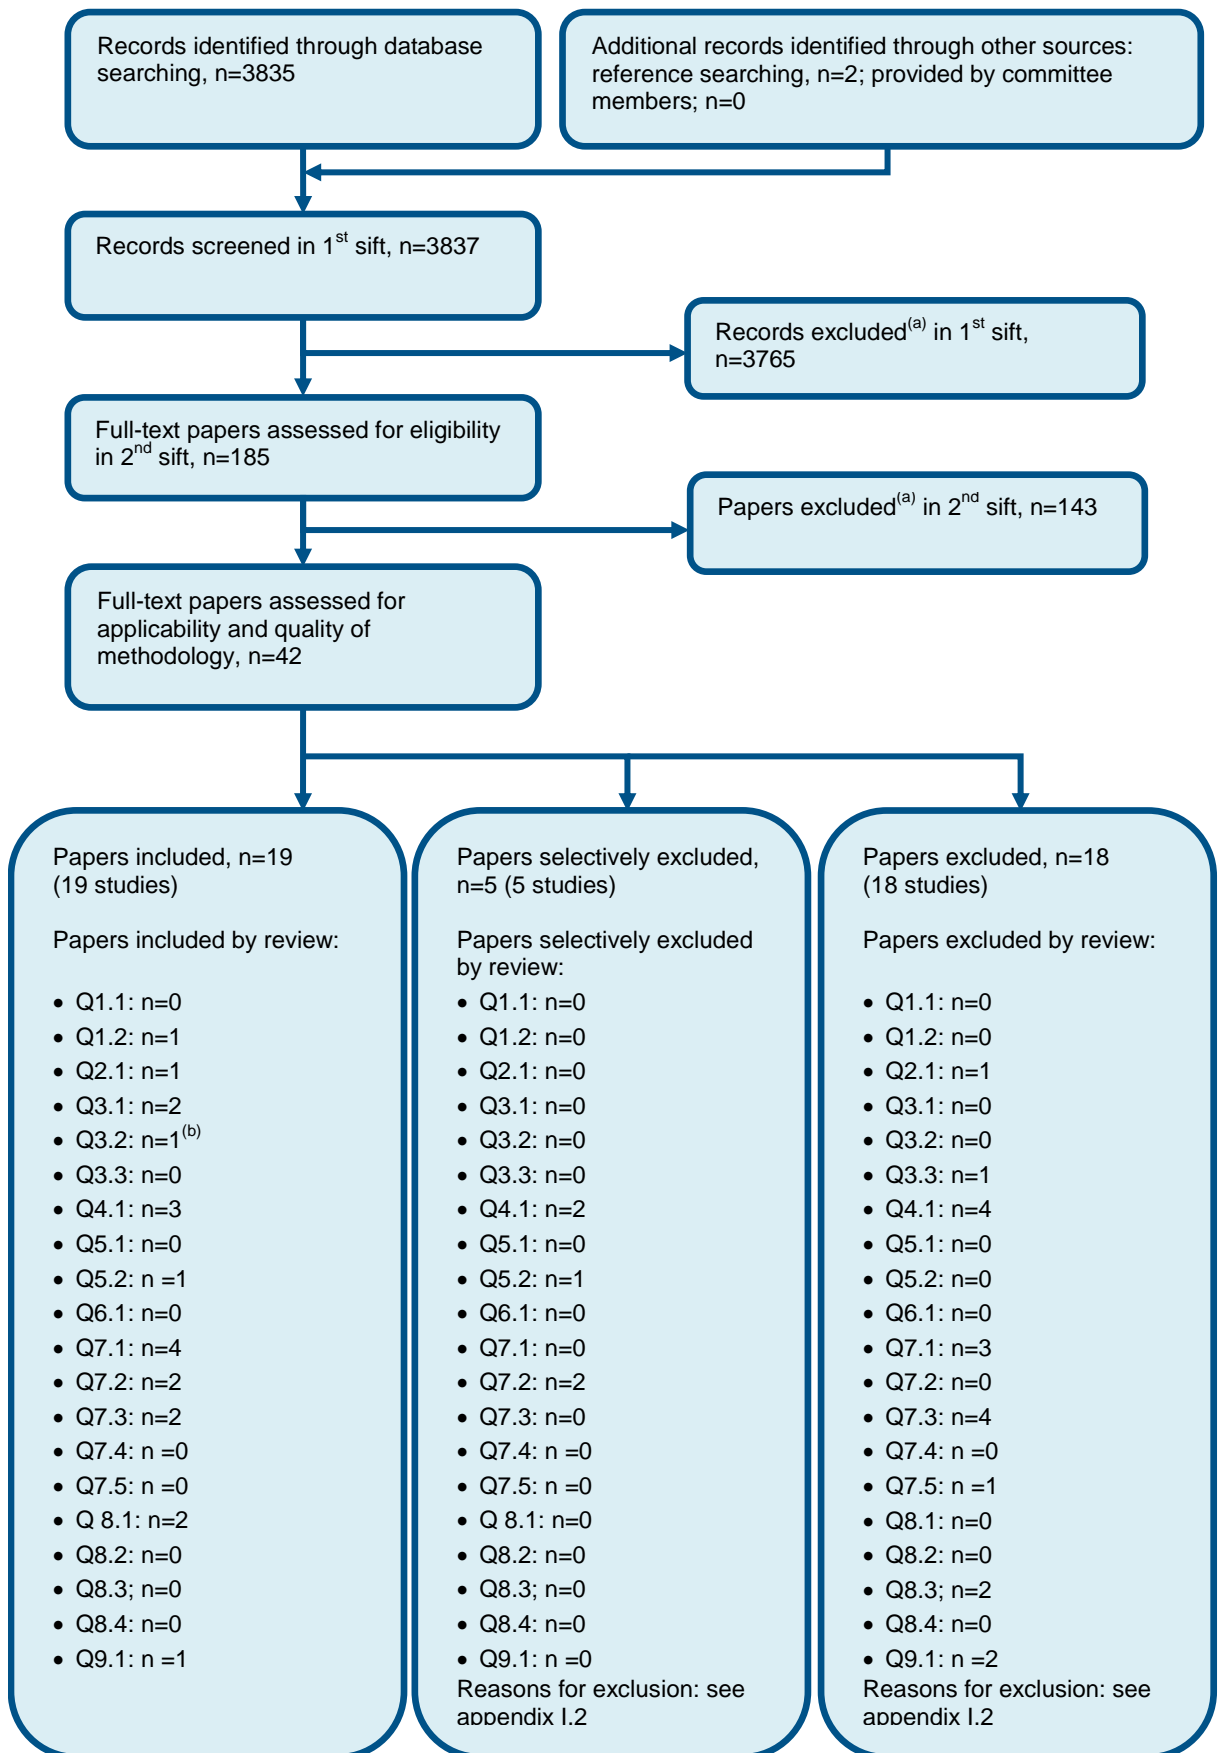 Records identified through database
searching, n=3835
Additional records identified through other sources:
reference searching, n=2; provided by committee
members; n=0
Records screened in 1st sift, n=3837
Records excluded(a) in 1st sift,
n=3765
Full-text papers assessed for eligibility
in 2nd sift, n=185
Papers excluded(a) in 2nd sift, n=143
Full-text papers assessed for
applicability and quality of
methodology, n=42
Papers included, n=19
(19 studies)
Papers included by review:
• Q1.1: n=0
• Q1.2: n=1
• Q2.1: n=1
• Q3.1: n=2
• Q3.2: n=1(b)
• Q3.3: n=0
• Q4.1: n=3
• Q5.1: n=0
• Q5.2: n =1
• Q6.1: n=0
• Q7.1: n=4
• Q7.2: n=2
• Q7.3: n=2
• Q7.4: n =0
• Q7.5: n =0
• Q 8.1: n=2
• Q8.2: n=0
• Q8.3; n=0
• Q8.4: n=0
• Q9.1: n =1
Papers selectively excluded,
n=5 (5 studies)
Papers selectively excluded
by review:
• Q1.1: n=0
• Q1.2: n=0
• Q2.1: n=0
• Q3.1: n=0
• Q3.2: n=0
• Q3.3: n=0
• Q4.1: n=2
• Q5.1: n=0
• Q5.2: n=1
• Q6.1: n=0
• Q7.1: n=0
• Q7.2: n=2
• Q7.3: n=0
• Q7.4: n =0
• Q7.5: n =0
• Q 8.1: n=0
• Q8.2: n=0
• Q8.3; n=0
• Q8.4: n=0
• Q9.1: n =0
Reasons for exclusion: see
appendix I.2
Papers excluded, n=18
(18 studies)
Papers excluded by review:
• Q1.1: n=0
• Q1.2: n=0
• Q2.1: n=1
• Q3.1: n=0
• Q3.2: n=0
• Q3.3: n=1
• Q4.1: n=4
• Q5.1: n=0
• Q5.2: n=0
• Q6.1: n=0
• Q7.1: n=3
• Q7.2: n=0
• Q7.3: n=4
• Q7.4: n =0
• Q7.5: n =1
• Q8.1: n=0
• Q8.2: n=0
• Q8.3; n=2
• Q8.4: n=0
• Q9.1: n =2
Reasons for exclusion: see
appendix I.2